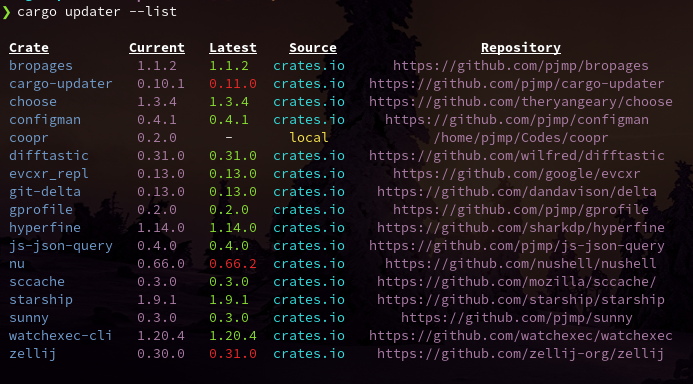 ❯ cargo updater --list
Crate Current Latest Source Repository
bropages 1.1.2 1.1.2 crates.io https://github.com/pjmp/bropages
cargo-updater 0.10.1 0.11.0 crates.io https://github.com/pjmp/cargo-updater
choose 1.3.4 1.3.4 crates.io https://github.com/theryangeary/choose
configman 0.4.1 0.4.1 crates.io https://github.com/pjmp/configman
coopr 0.2.0 – local /home/pjmp/Codes/coopr
difftastic 0.31.0 0.31.0 crates.io https://github.com/wilfred/difftastic
evcxr_repl 0.13.0 0.13.0 crates.io https://github.com/google/evcxr
git-delta 0.13.0 0.13.0 crates.io https://github.com/dandavison/delta
gprofile 0.2.0 0.2.0 crates.io https://github.com/pjmp/gprofile
hyperfine 1.14.0 1.14.0 crates.io https://github.com/sharkdp/hyperfine
js-json-query 0.4.0 0.4.0 crates.io https://github.com/pjmp/js-json-query
nu 0.66.0 0.66.2 crates.io https://github.com/nushell/nushell
sccache 0.3.0 0.3.0 crates.io https://github.com/mozilla/sccache/
starship 1.9.1 1.9.1 crates.io https://github.com/starship/starship
sunny 0.3.0 0.3.0 crates.io https://github.com/pjmp/sunny
watchexec-cli 1.20.4 1.20.4 crates.io https://github.com/watchexec/watchexec
zellij 0.30.0 0.31.0 crates.io https://github.com/zellij-org/zellij